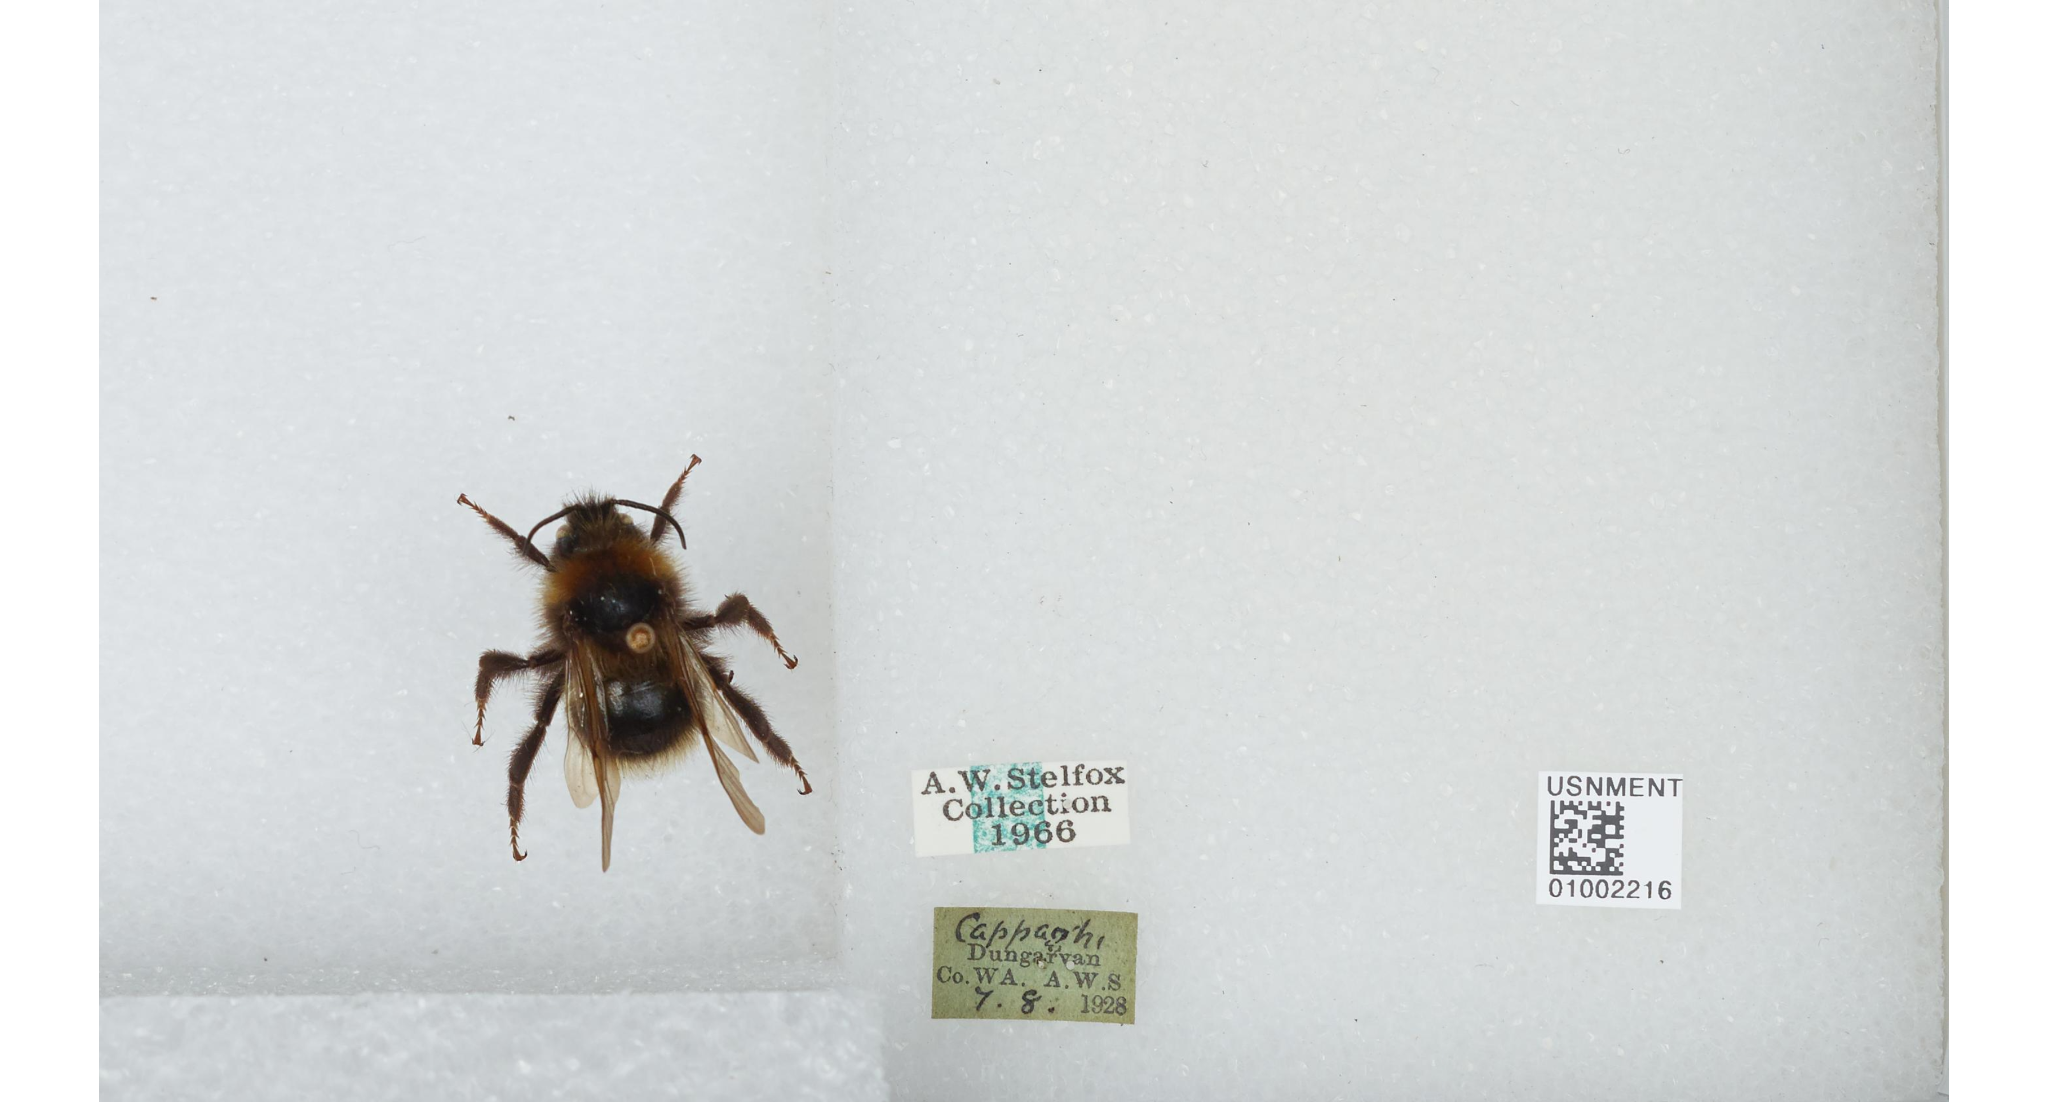 A.W. Stelfox
Collection
1966
Cappagh,
Dungarvan
Co. WA. A.W.S
7. 8. 1928
USNMENT
01002216